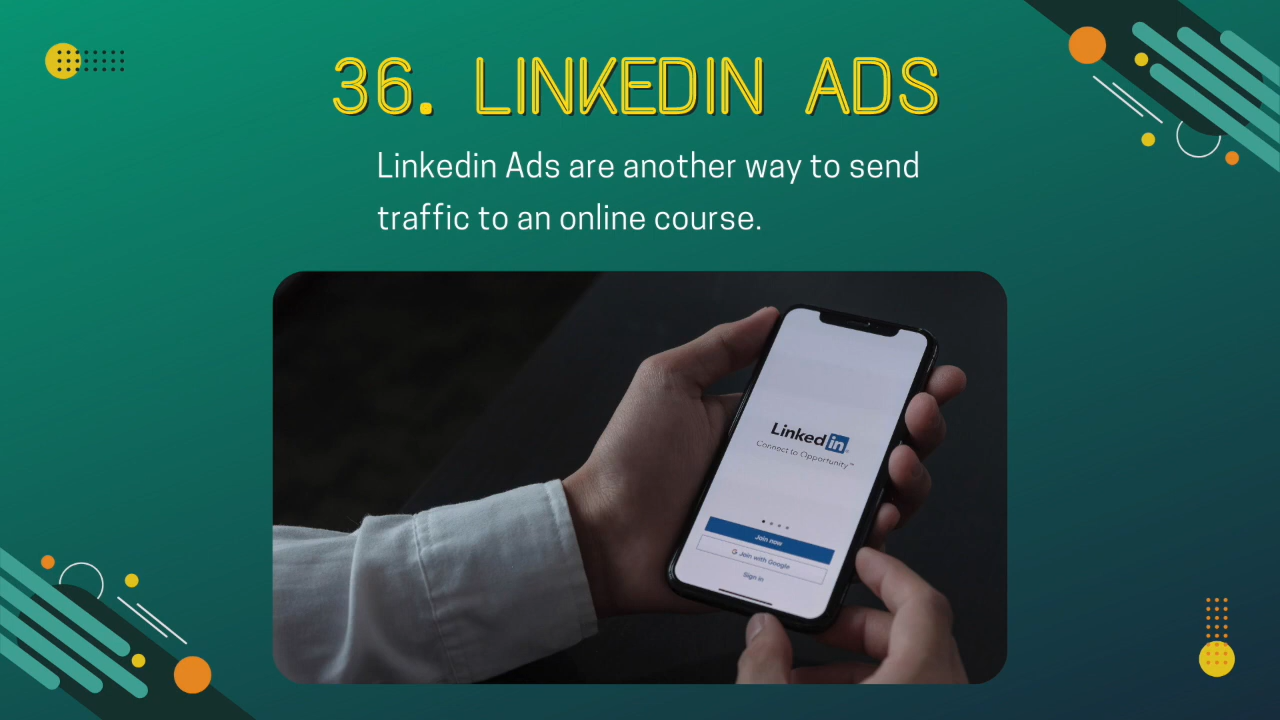 36. LINKEDIN ADS
Linkedin Ads are another way to send
traffic to an online course.
Linkedin
Connect to Opportunity™
Join now
G Join with Google
Sign in